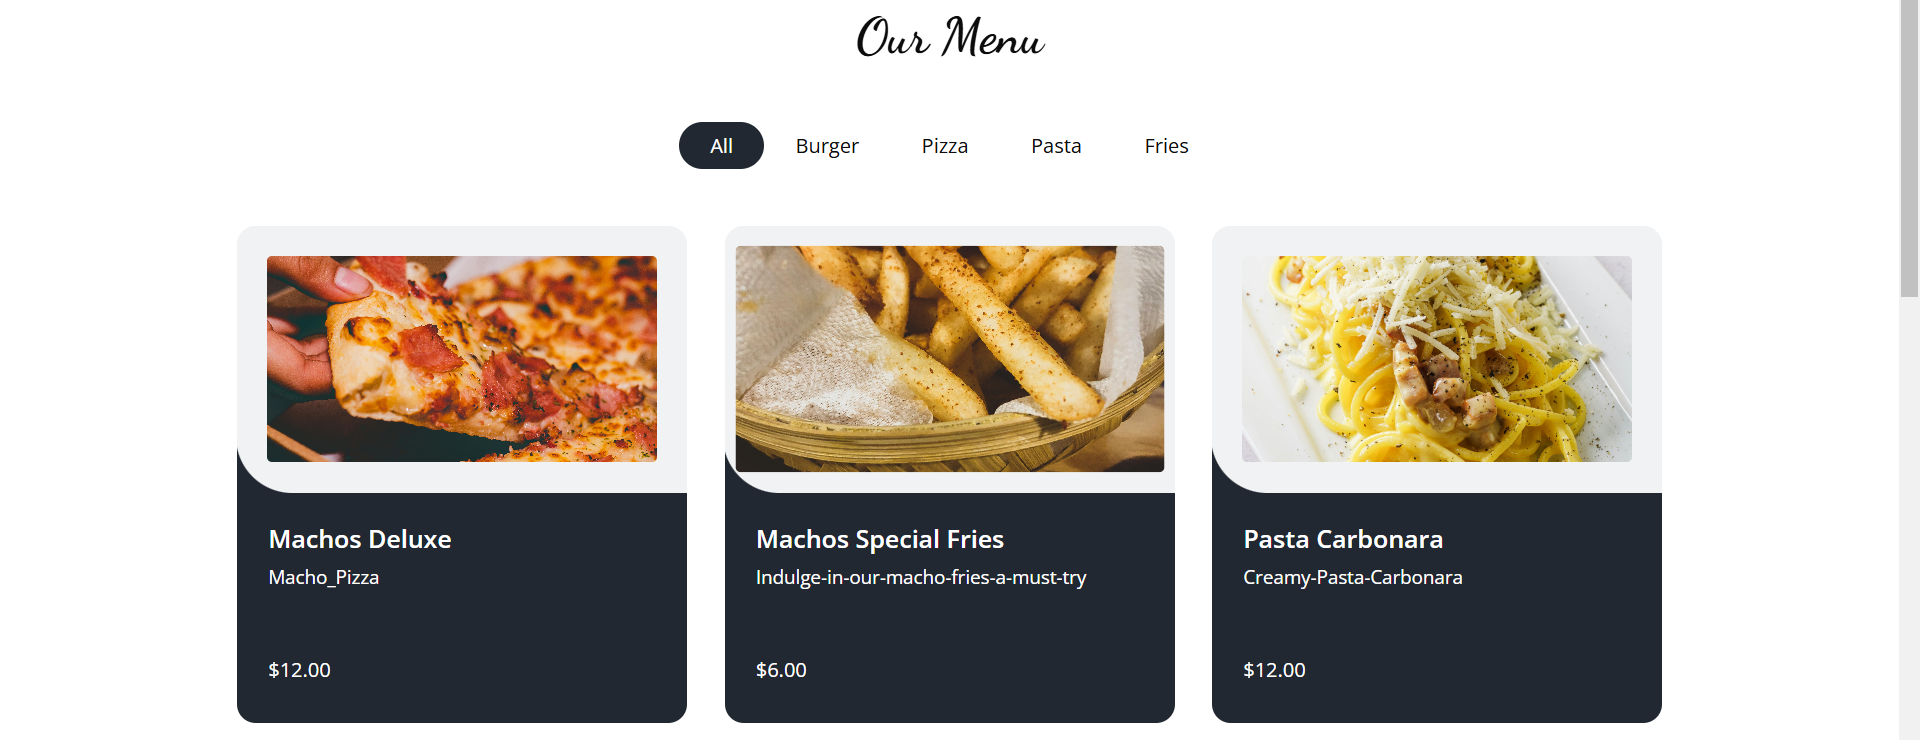 Our Menu
All Burger Pizza Pasta Fries
Machos Deluxe
Macho_Pizza
$12.00
Machos Special Fries
Indulge-in-our-macho-fries-a-must-try
$6.00
Pasta Carbonara
Creamy-Pasta-Carbonara
$12.00